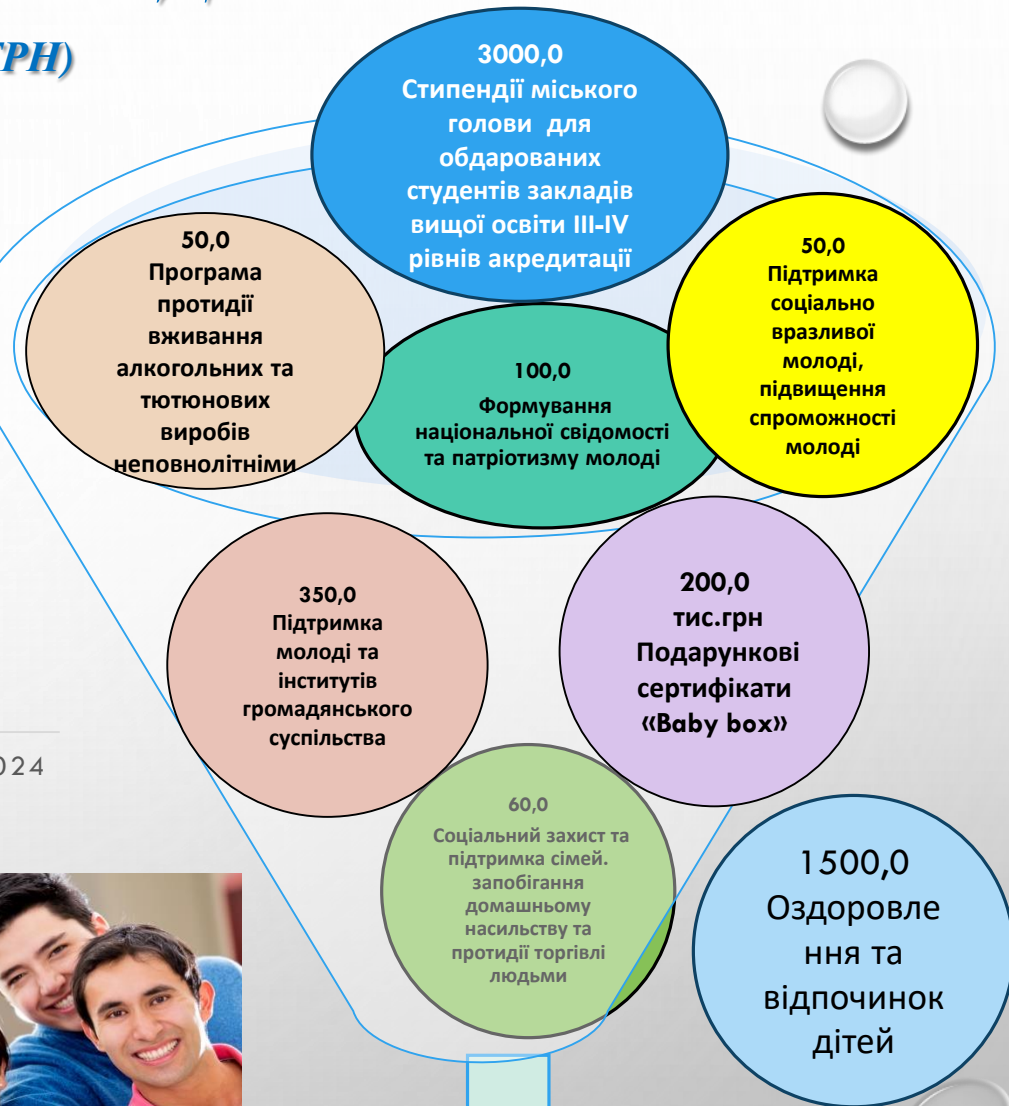 ГРН)
3000,0
Стипендії міського
голови для
обдарованих
студентів закладів
вищої освіти III-IV
рівнів акредитації
50,0
Програма
протидії
вживання
алкогольних та
тютюнових
виробів
неповнолітніми
100,0
Формування
національної свідомості
та патріотизму молоді
50,0
Підтримка
соціально
вразливої
молоді,
підвищення
спроможності
молоді
350,0
Підтримка
молоді та
інститутів
громадянського
суспільства
200,0
тис.грн
Подарункові
сертифікати
«Baby box»
024
60,0
Соціальний захист та
підтримка сімей.
запобігання
домашньому
насильству та
протидії торгівлі
людьми
1500,0
Оздоровле
ння та
відпочинок
дітей